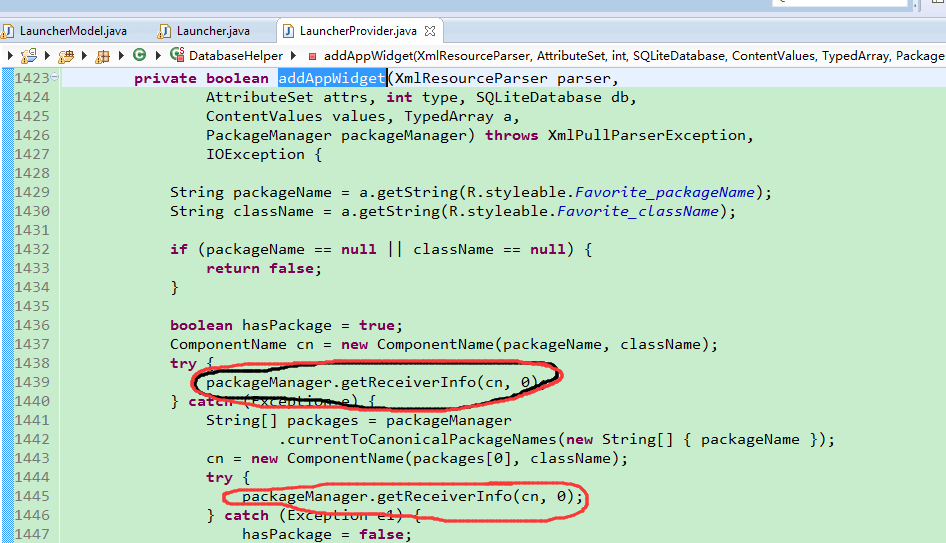 LauncherModel.java Launcher.java LauncherProvider.java
DatabaseHelper addAppWidget(XmlResourceParser, AttributeSet, int, SQLiteDatabase, ContentValues, TypedArray, Package
1423 private boolean addAppWidget(XmlResourceParser parser,
1424 AttributeSet attrs, int type, SQLiteDatabase db,
1425 ContentValues values, TypedArray a,
1426 PackageManager packageManager) throws XmlPullParserException,
1427 IOException {
1428
1429 String packageName = a.getString(R.styleable.Favorite_packageName);
1430 String className = a.getString(R.styleable.Favorite_className);
1431
1432 if (packageName == null || className == null) {
1433 return false;
1434 }
1435
1436 boolean hasPackage = true;
1437 ComponentName cn = new ComponentName(packageName, className);
1438 try {
1439 packageManager.getReceiverInfo(cn, 0)
1440 } catch (Exception e) {
1441 String[] packages = packageManager
1442 .currentToCanonicalPackageNames(new String[] { packageName });
1443 cn = new ComponentName(packages[0], className);
1444 try {
1445 packageManager.getReceiverInfo(cn, 0);
1446 } catch (Exception e1) {
1447 hasPackage = false;